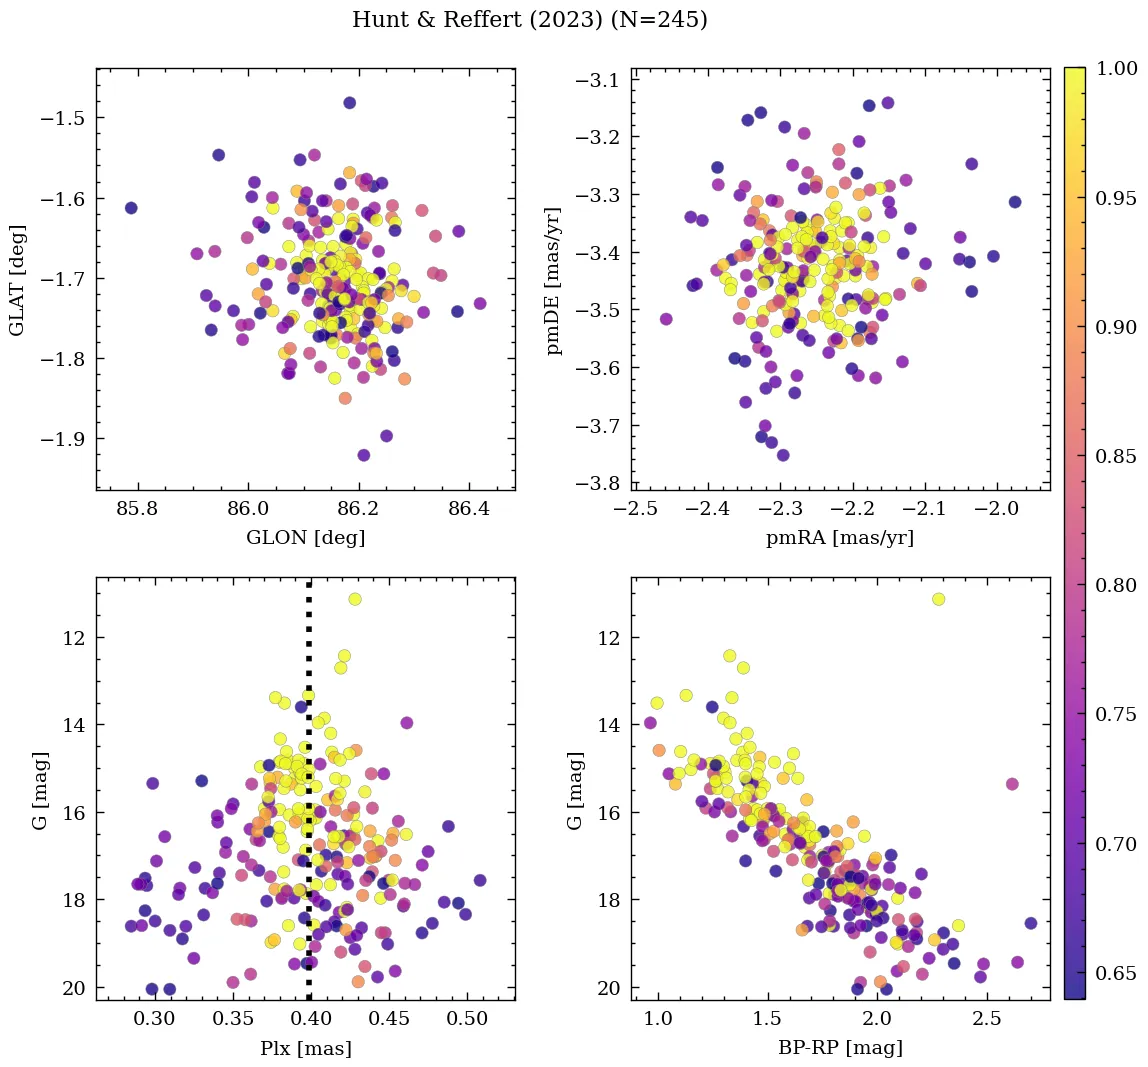 Hunt & Reffert (2023) (N=245)
−1.5
−1.6
−1.7
−1.8
−1.9
GLAT [deg]
85.8 86.0 86.2 86.4
GLON [deg]
−3.1
−3.2
−3.3
−3.4
−3.5
−3.6
−3.7
−3.8
pmDE [mas/yr]
−2.5 −2.4 −2.3 −2.2 −2.1 −2.0
pmRA [mas/yr]
12
14
16
18
20
G [mag]
0.30 0.35 0.40 0.45 0.50
Plx [mas]
12
14
16
18
20
G [mag]
1.0 1.5 2.0 2.5
BP-RP [mag]
1.00
0.95
0.90
0.85
0.80
0.75
0.70
0.65